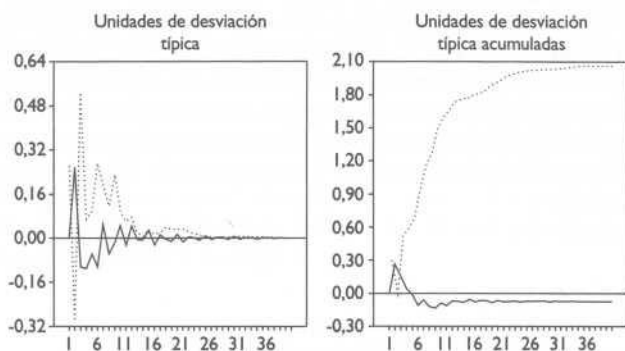 Unidades de desviación
típica
0,64
0,48
0,32
0,16
0,00
-0,16
-0,32
1 6 11 16 21 26 31 36
Unidades de desviación
típica acumuladas
2,10
1,80
1,50
1,20
0,90
0,60
0,30
0,00
-0,30
1 6 11 16 21 26 31 36